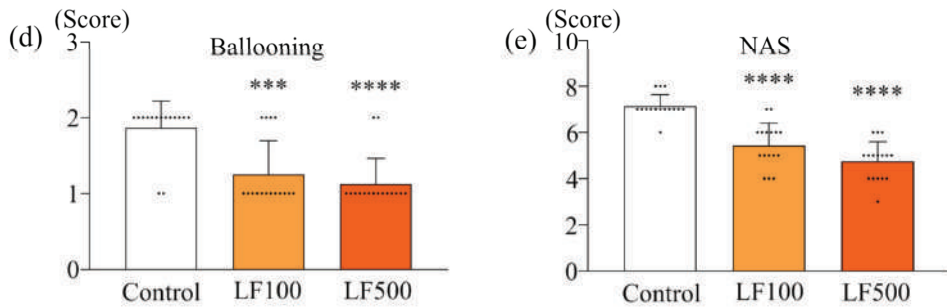 (d) (Score)
Ballooning
3
2
1
0
*** ****
Control LF100 LF500
(e) (Score)
NAS
10
8
6
4
2
0
**** ****
Control LF100 LF500